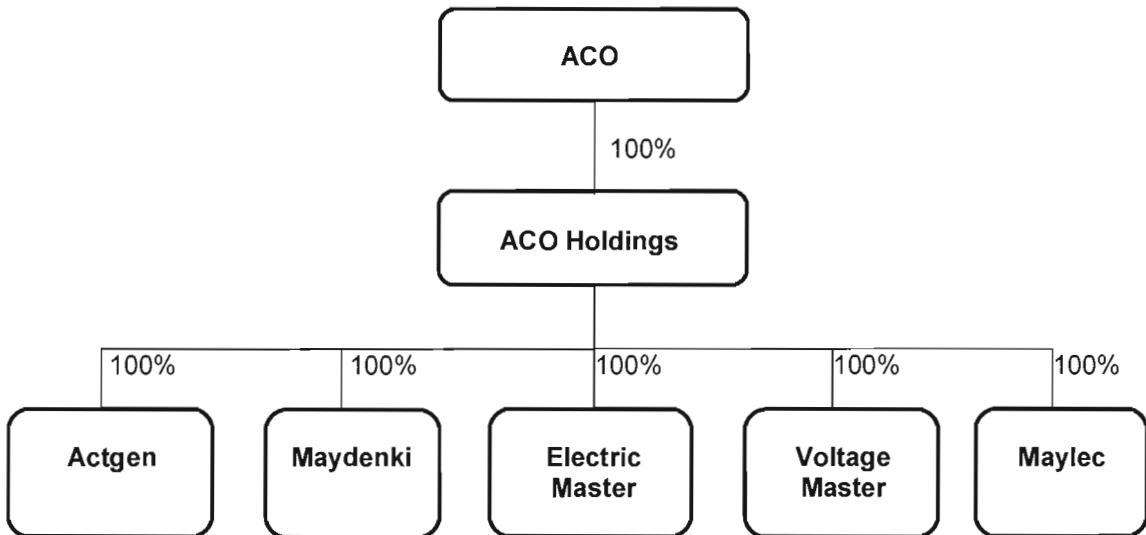 ACO
100%
ACO Holdings
100%
100%
100%
100%
100%
Actgen
Maydenki
Electric
Master
Voltage
Master
Maylec